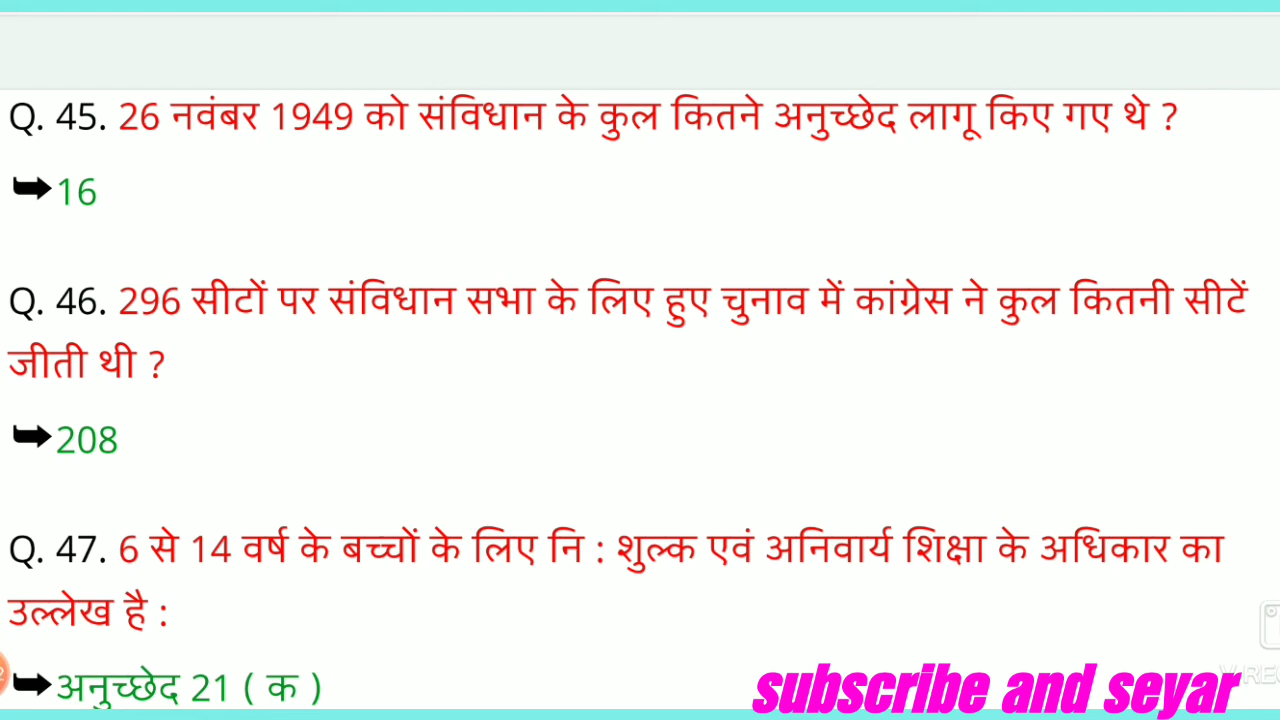 Q. 45. 26 नवंबर 1949 को संविधान के कुल कितने अनुच्छेद लागू किए गए थे ?
➥16
Q. 46. 296 सीटों पर संविधान सभा के लिए हुए चुनाव में कांग्रेस ने कुल कितनी सीटें
जीती थी ?
➥208
Q. 47. 6 से 14 वर्ष के बच्चों के लिए नि : शुल्क एवं अनिवार्य शिक्षा के अधिकार का
उल्लेख है :
➥अनुच्छेद 21 ( क )
subscribe and seyar